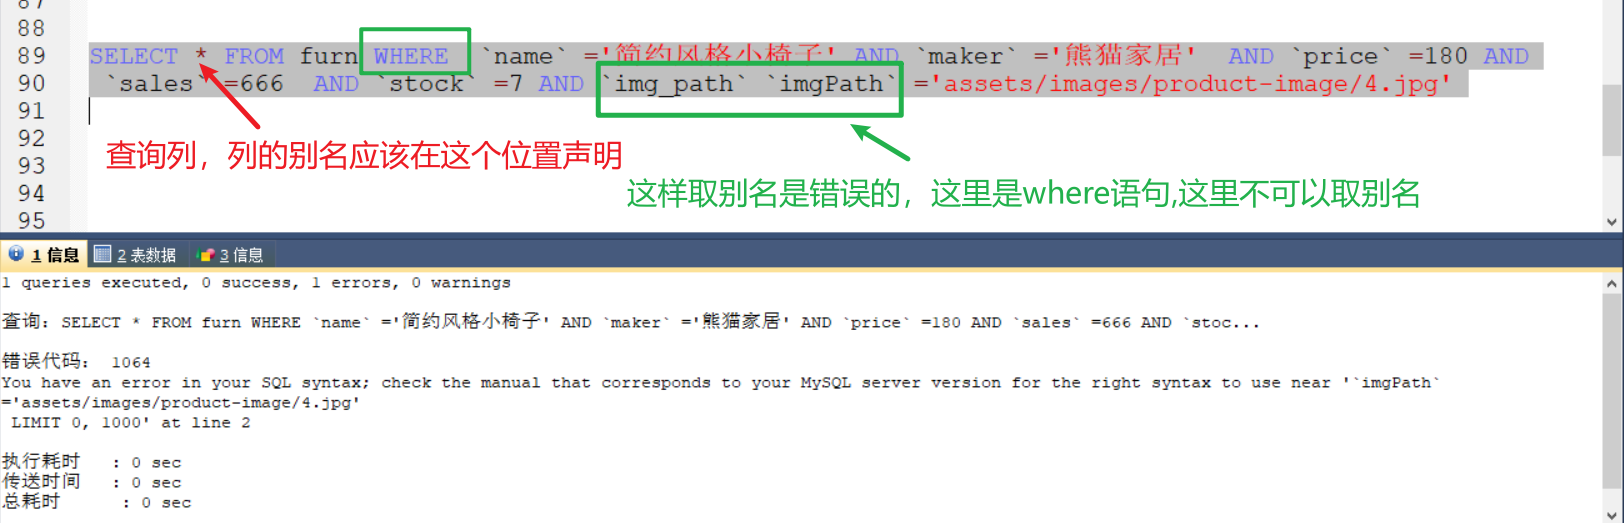 87
88
89 SELECT * FROM furn WHERE `name` ='简约风格小椅子' AND `maker` ='熊猫家居' AND `price` =180 AND
90 `sales` =666 AND `stock` =7 AND `img_path` `imgPath` ='assets/images/product-image/4.jpg'
91
92
查询列，列的别名应该在这个位置声明
93
94
这样取别名是错误的，这里是where语句,这里不可以取别名
95
1 信息 2 表数据 3 信息
1 queries executed, 0 success, 1 errors, 0 warnings
查询：SELECT * FROM furn WHERE `name` ='简约风格小椅子' AND `maker` ='熊猫家居' AND `price` =180 AND `sales` =666 AND `stoc...
错误代码： 1064
You have an error in your SQL syntax; check the manual that corresponds to your MySQL server version for the right syntax to use near '`imgPath`
='assets/images/product-image/4.jpg'
LIMIT 0, 1000' at line 2
执行耗时 : 0 sec
传送时间 : 0 sec
总耗时 : 0 sec